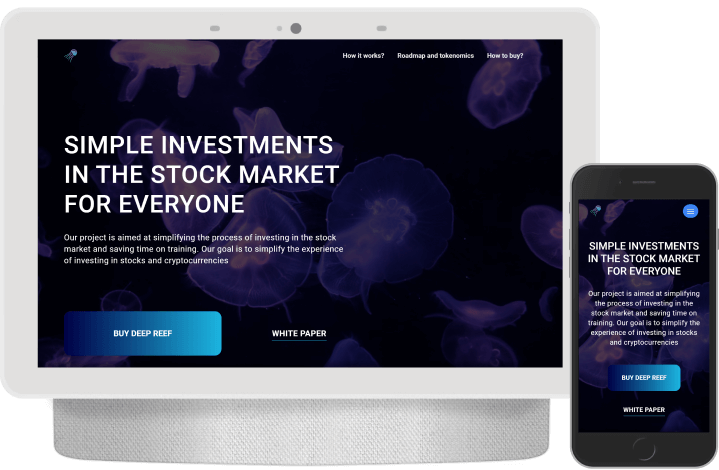 How it works? Roadmap and tokenomics How to buy?
SIMPLE INVESTMENTS
IN THE STOCK MARKET
FOR EVERYONE
Our project is aimed at simplifying the process of investing in the stock
market and saving time on training. Our goal is to simplify the experience
of investing in stocks and cryptocurrencies
BUY DEEP REEF WHITE PAPER
SIMPLE INVESTMENTS
IN THE STOCK MARKET
FOR EVERYONE
Our project is aimed at simplifying
the process of investing in the
stock market and saving time on
training. Our goal is to simplify the
experience of investing in stocks
and cryptocurrencies
BUY DEEP REEF
WHITE PAPER